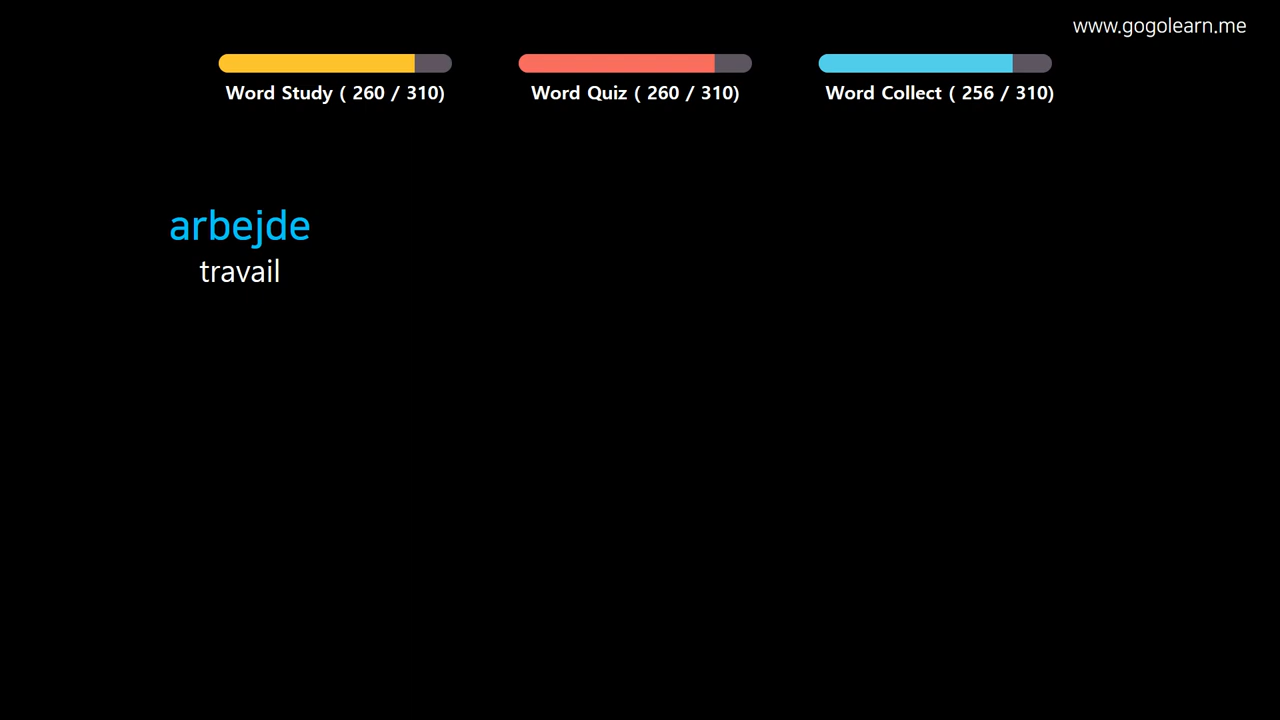 www.gogolearn.me
Word Study ( 260 / 310)
Word Quiz ( 260 / 310)
Word Collect ( 256 / 310)
arbejde
travail